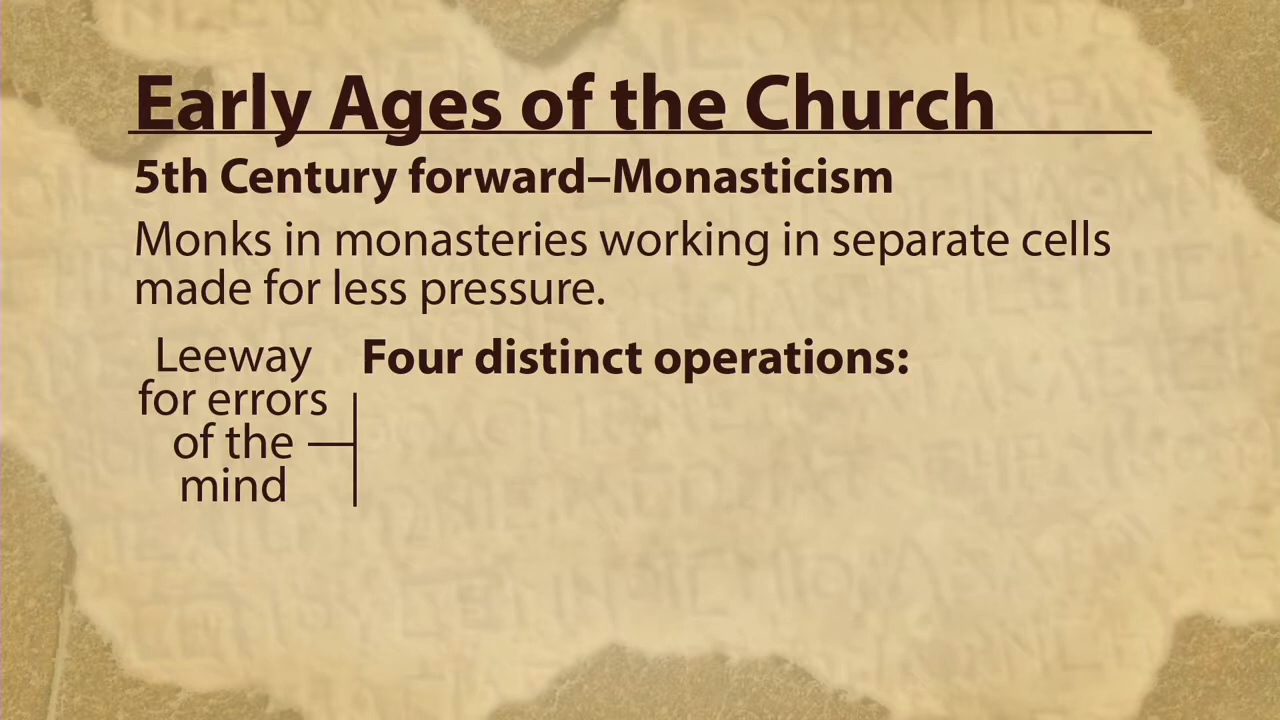 Early Ages of the Church
5th Century forward–Monasticism
Monks in monasteries working in separate cells
made for less pressure.
Leeway
for errors
of the
mind
Four distinct operations: